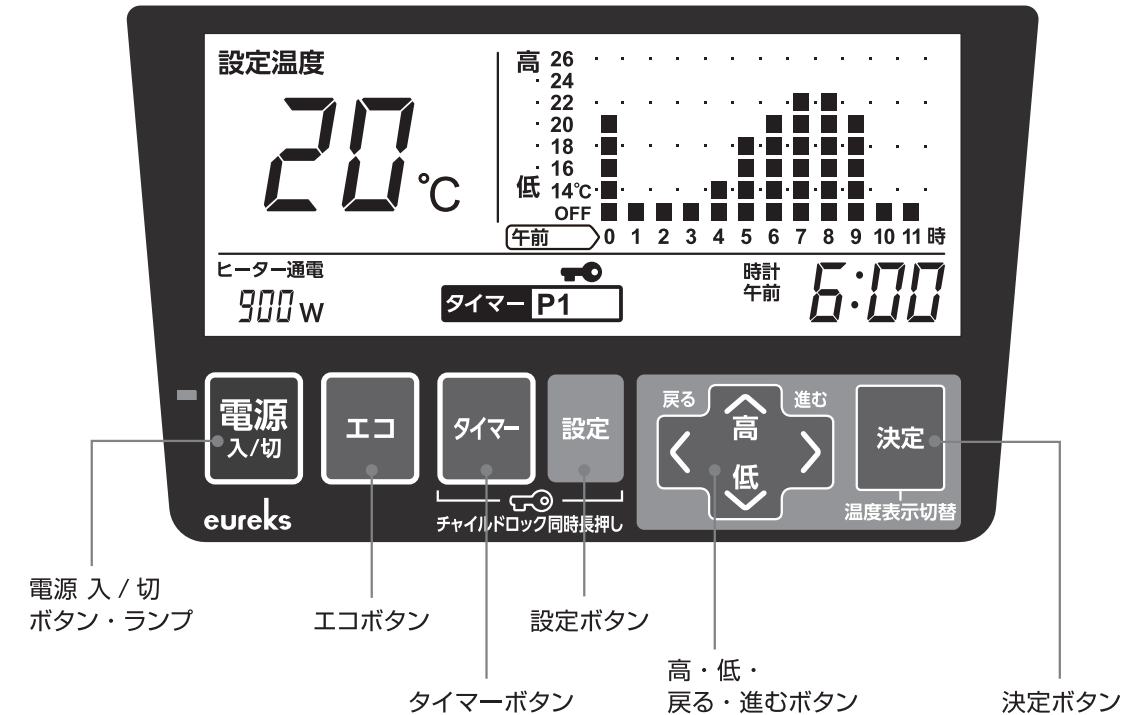 設定温度
20℃
高 26
24
22
20
18
16
低 14℃
OFF
午前 0 1 2 3 4 5 6 7 8 9 10 11 時
ヒーター通電
900W
タイマー P1
時計
午前
6:00
電源
入/切
エコ
タイマー
設定
戻る
進む
高
低
決定
eureks
チャイルドロック同時長押し
温度表示切替
電源 入 / 切
ボタン・ランプ
エコボタン
設定ボタン
タイマーボタン
高・低・
戻る・進むボタン
決定ボタン